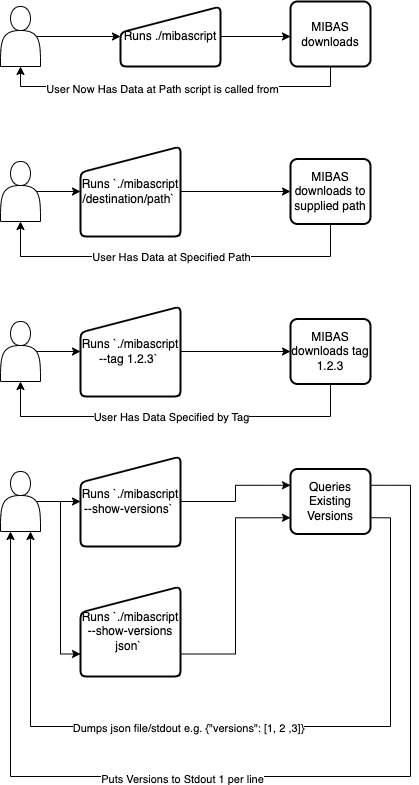 Runs ./mibascript
MIBAS
downloads
User Now Has Data at Path script is called from
Runs `./mibascript
/destination/path`
MIBAS
downloads to
supplied path
User Has Data at Specified Path
Runs `./mibascript
--tag 1.2.3`
MIBAS
downloads tag
1.2.3
User Has Data Specified by Tag
Runs `./mibascript
--show-versions`
Queries
Existing
Versions
Runs `./mibascript
--show-versions
json`
Dumps json file/stdout e.g. {"versions": [1, 2 ,3]}
Puts Versions to Stdout 1 per line